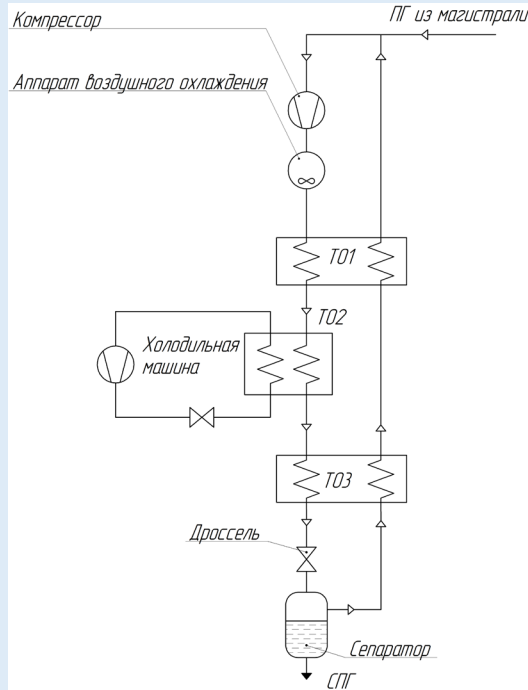 Компрессор
ПГ из магистрали
Аппарат воздушного охлаждения
ТО1
ТО2
Холодильная
машина
ТО3
Дроссель
Сепаратор
СПГ